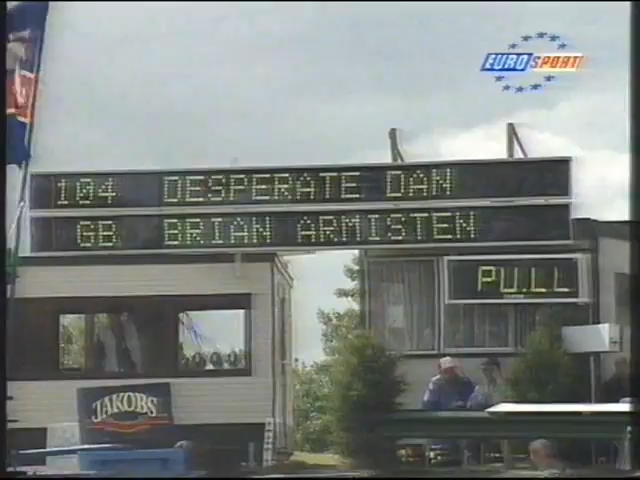 EUROSPORT
104 DESPERATE DAN
GB BRIAN ARMISTEN
PULL
JAKOBS